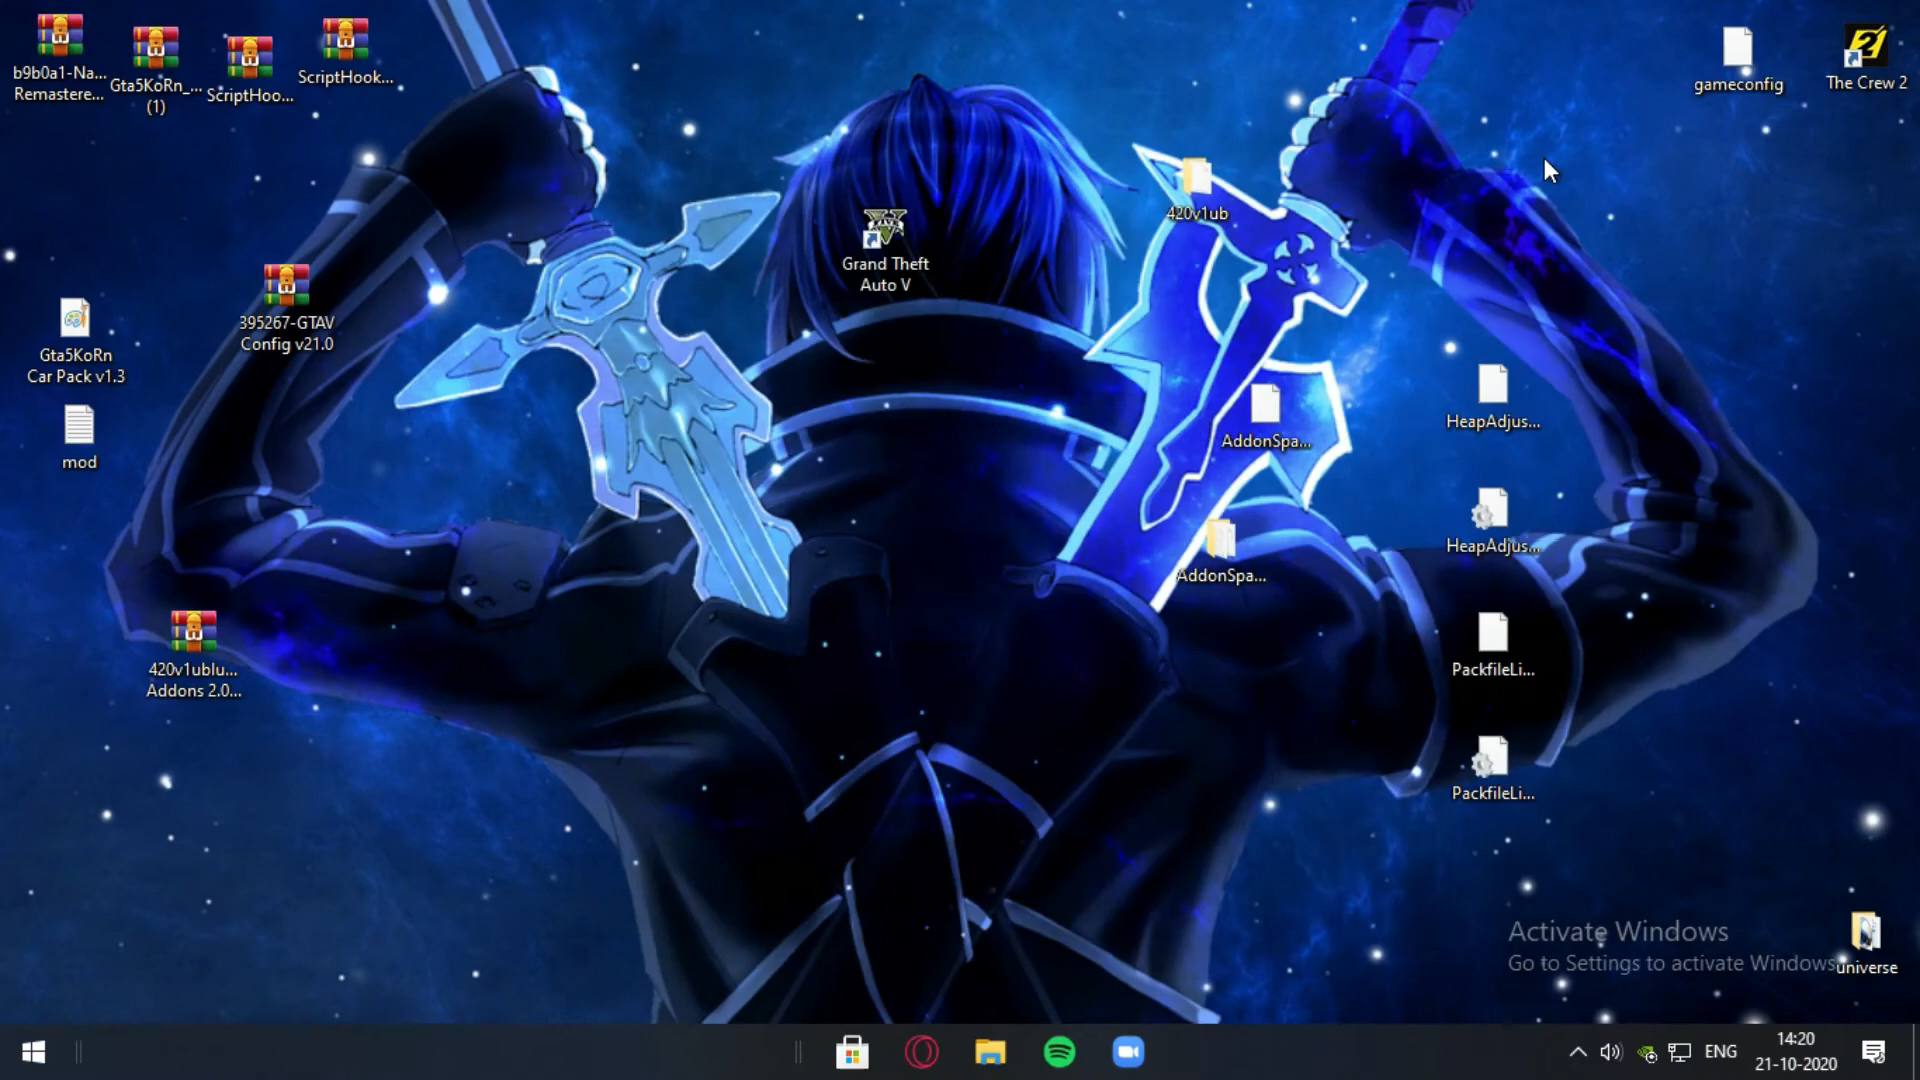 b9b0a1-Na...
Remastere...
Gta5KoRn_...
(1)
ScriptHoo...
ScriptHook...
gameconfig
The Crew 2
420v1ub
Grand Theft
Auto V
395267-GTAV
Config v21.0
Gta5KoRn
Car Pack v1.3
mod
HeapAdjus...
AddonSpa...
HeapAdjus...
AddonSpa...
420v1ublu...
Addons 2.0...
PackfileLi...
PackfileLi...
Activate Windows
Go to Settings to activate Windows.
universe
ENG
14:20
21-10-2020